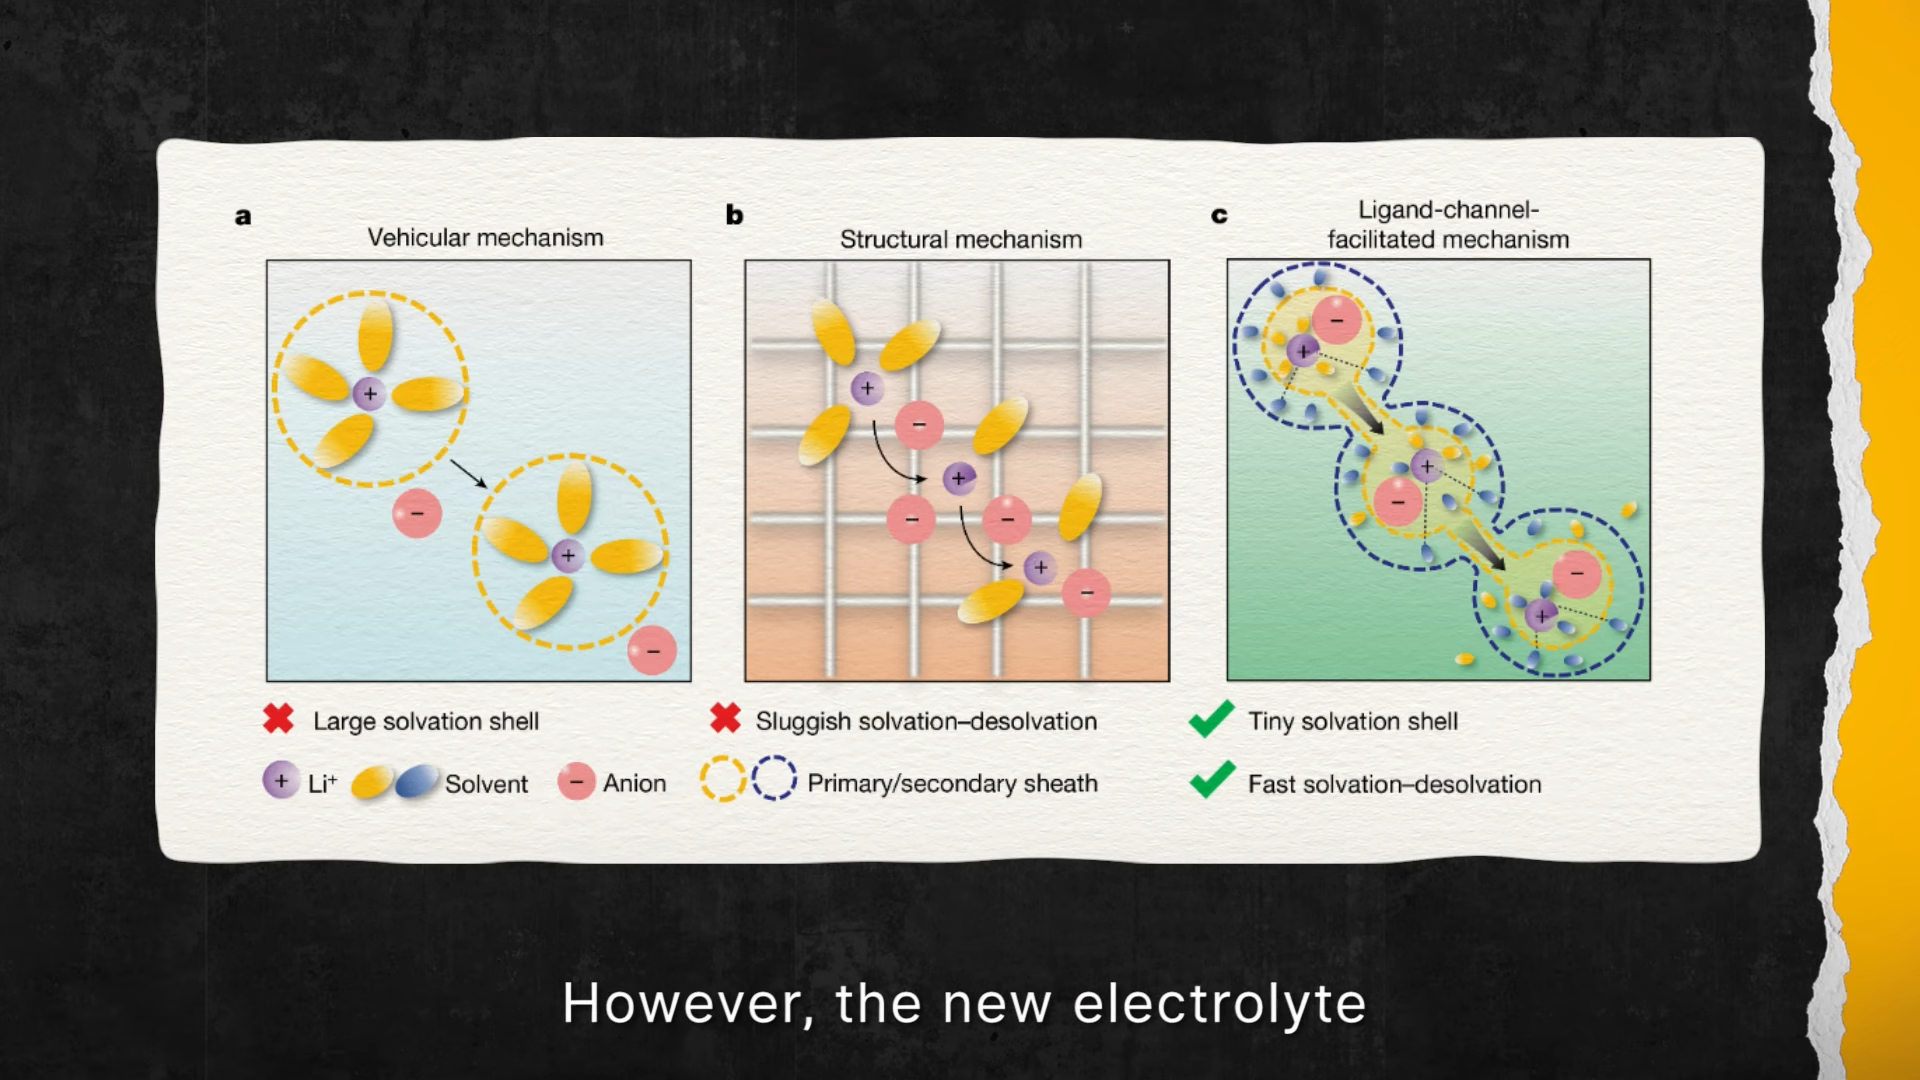 a
Vehicular mechanism
b
Structural mechanism
c
Ligand-channel-
facilitated mechanism
+
+
−
−
+
−
+
−
−
+
−
+
−
+
−
−
+
Large solvation shell
Sluggish solvation–desolvation
Tiny solvation shell
+ Li⁺
Solvent
− Anion
Primary/secondary sheath
Fast solvation–desolvation
However, the new electrolyte